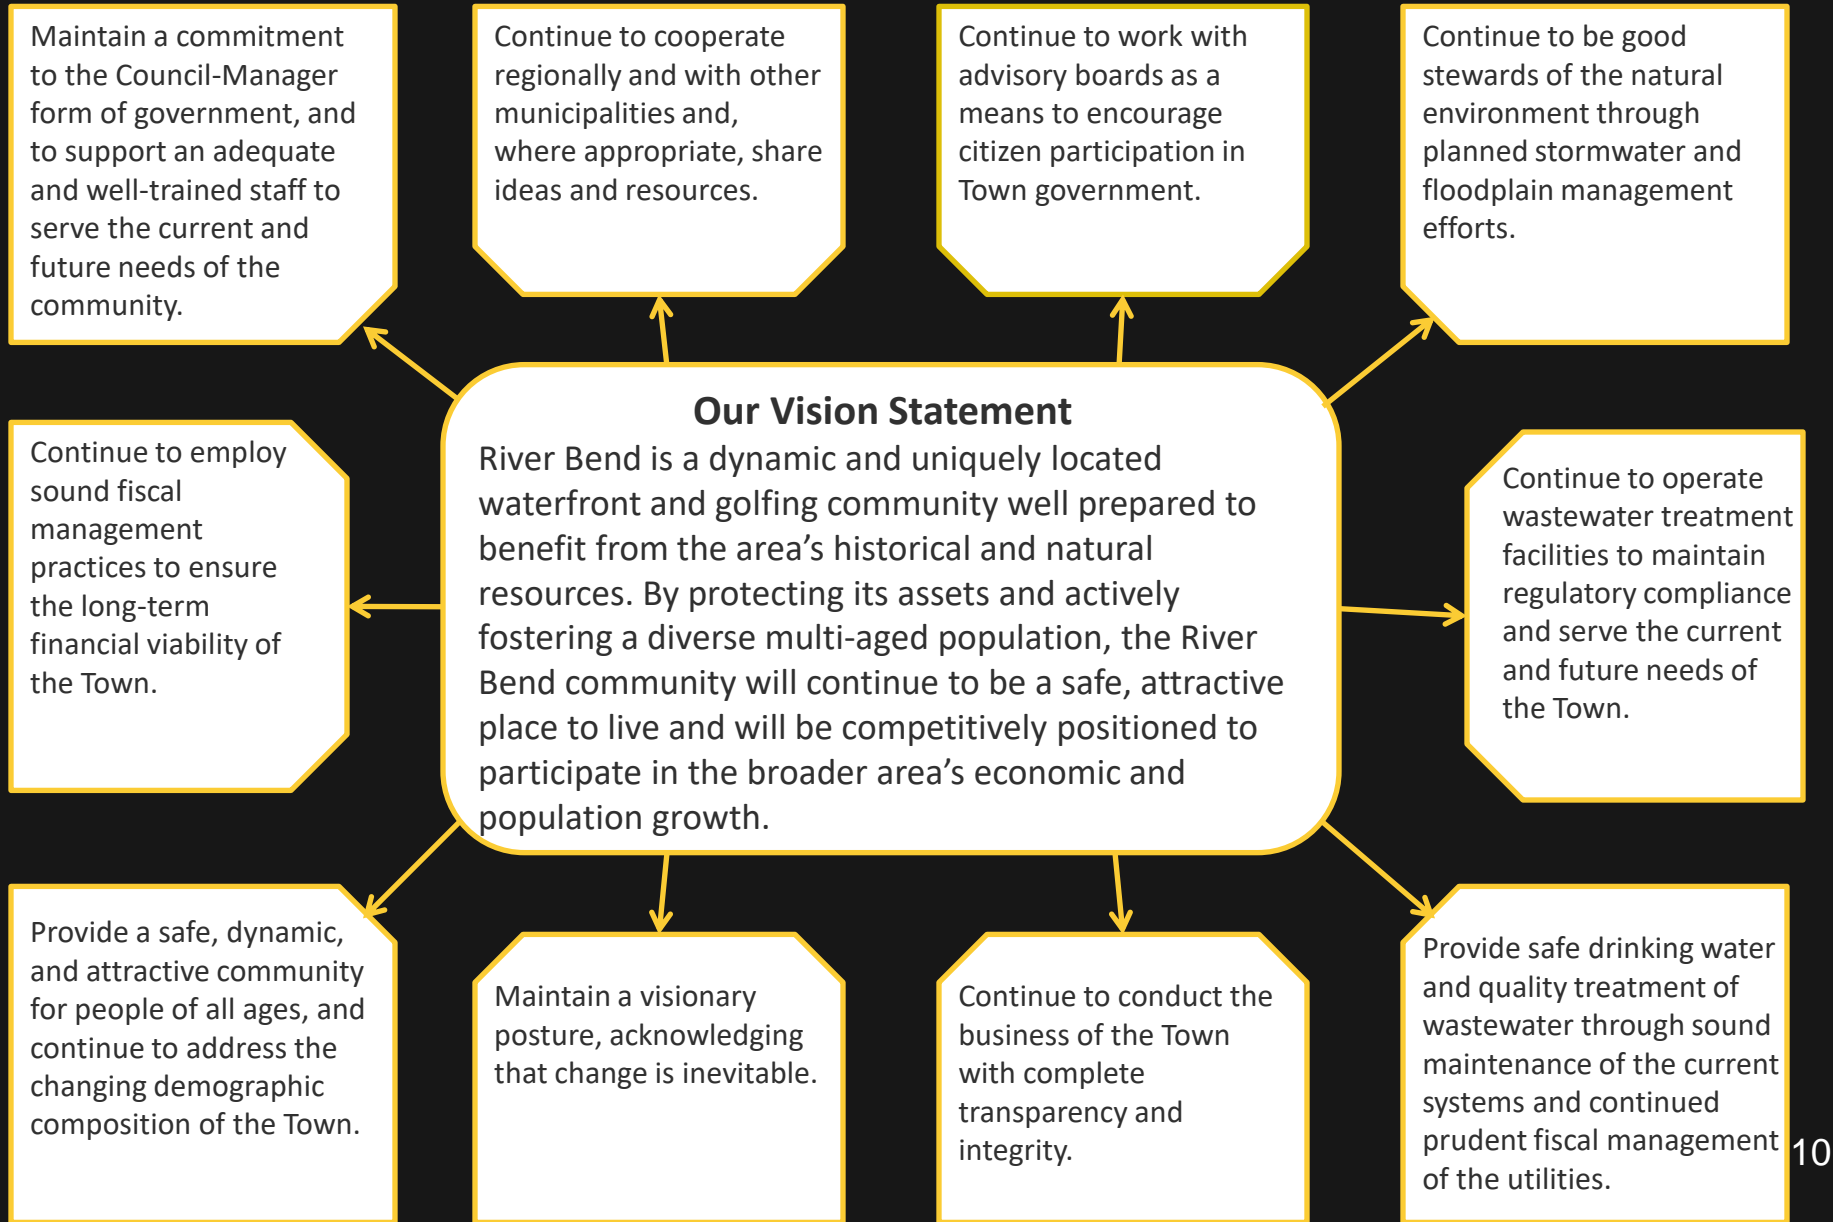 Maintain a commitment
to the Council-Manager
form of government, and
to support an adequate
and well-trained staff to
serve the current and
future needs of the
community.
Continue to cooperate
regionally and with other
municipalities and,
where appropriate, share
ideas and resources.
Continue to work with
advisory boards as a
means to encourage
citizen participation in
Town government.
Continue to be good
stewards of the natural
environment through
planned stormwater and
floodplain management
efforts.
Continue to employ
sound fiscal
management
practices to ensure
the long-term
financial viability of
the Town.
Our Vision Statement
River Bend is a dynamic and uniquely located
waterfront and golfing community well prepared to
benefit from the area’s historical and natural
resources. By protecting its assets and actively
fostering a diverse multi-aged population, the River
Bend community will continue to be a safe, attractive
place to live and will be competitively positioned to
participate in the broader area’s economic and
population growth.
Continue to operate
wastewater treatment
facilities to maintain
regulatory compliance
and serve the current
and future needs of
the Town.
Provide a safe, dynamic,
and attractive community
for people of all ages, and
continue to address the
changing demographic
composition of the Town.
Maintain a visionary
posture, acknowledging
that change is inevitable.
Continue to conduct the
business of the Town
with complete
transparency and
integrity.
Provide safe drinking water
and quality treatment of
wastewater through sound
maintenance of the current
systems and continued
prudent fiscal management
of the utilities.
10